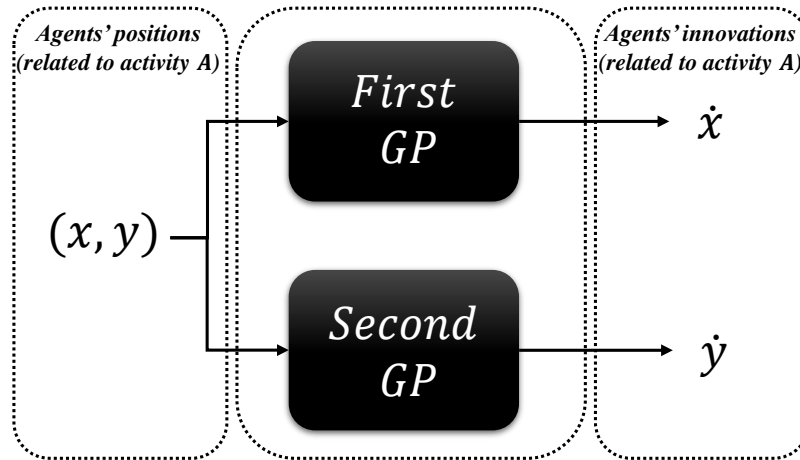 Agents' positions
(related to activity A)
Agents' innovations
(related to activity A)
First
GP
ẋ
(x, y)
Second
GP
ẏ